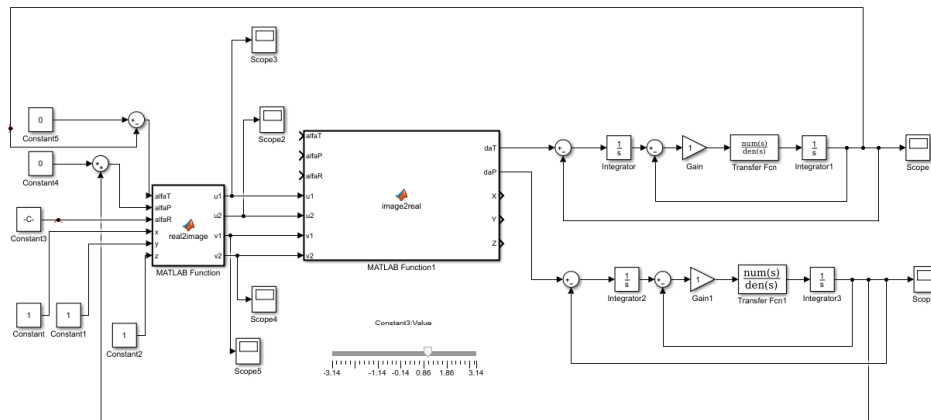 Scope3
0
Constant5
Scope2
0
Constant4
-C-
Constant3
alfaT
alfaP
alfaR
x
y
z
real2image
u1
u2
v1
v2
MATLAB Function
alfaT
alfaP
alfaR
u1
u2
v1
v2
image2real
daT
daP
X
Y
Z
MATLAB Function1
1
s
Integrator
1
Gain
num(s)
den(s)
Transfer Fcn
1
s
Integrator1
Scope
1
s
Integrator2
1
Gain1
num(s)
den(s)
Transfer Fcn1
1
s
Integrator3
Scop
1
Constant
1
Constant1
1
Constant2
Scope4
Scope5
Constant3:Value
-3.14 -1.14 -0.14 0.86 1.86 3.14